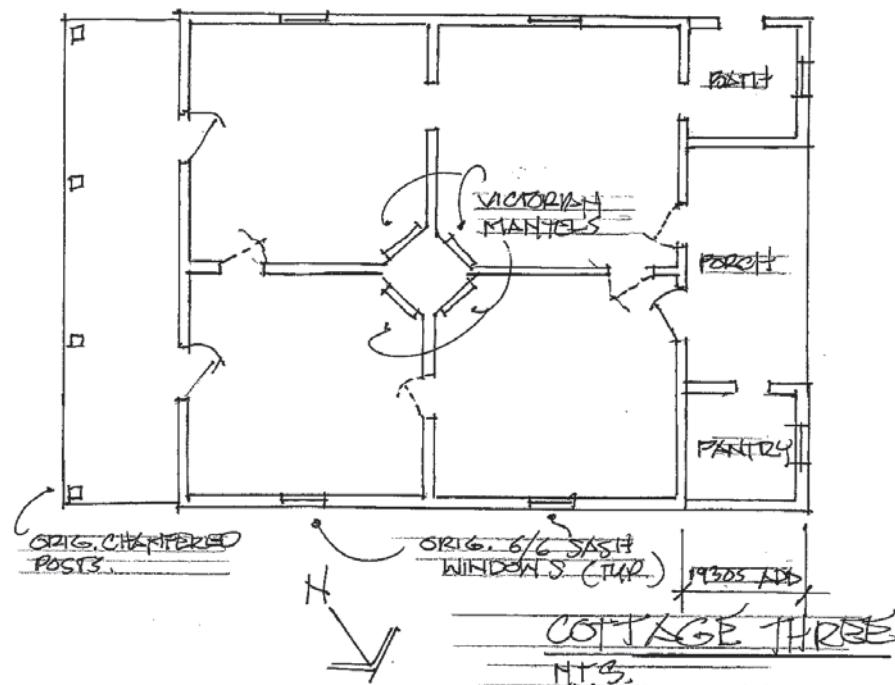 BATH
VICTORIAN
MANTELS
PORCH
PANTRY
ORIG. CHAMFERED
POSTS.
ORIG. 6/6 SASH
WINDOWS (TYP.)
1930S ADD
N
COTTAGE THREE
N.T.S.